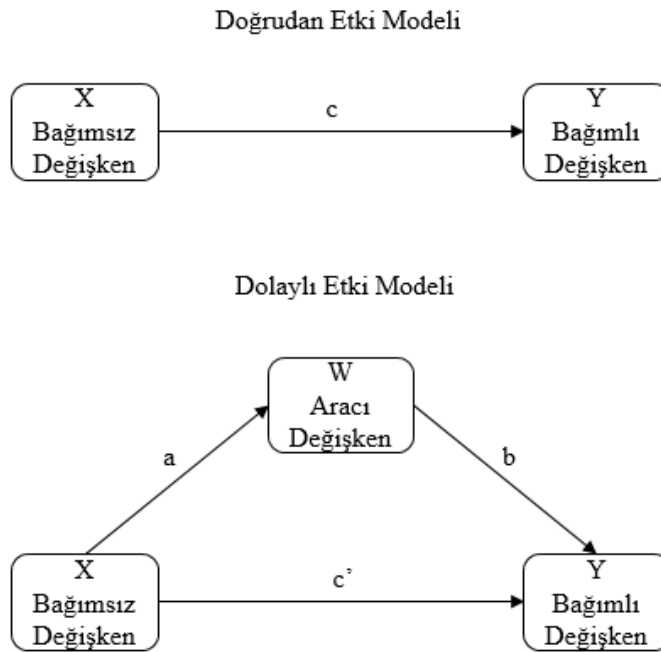 Doğrudan Etki Modeli
X
Bağımsız
Değişken
c
Y
Bağımlı
Değişken
Dolaylı Etki Modeli
W
Aracı
Değişken
a
b
X
Bağımsız
Değişken
c’
Y
Bağımlı
Değişken